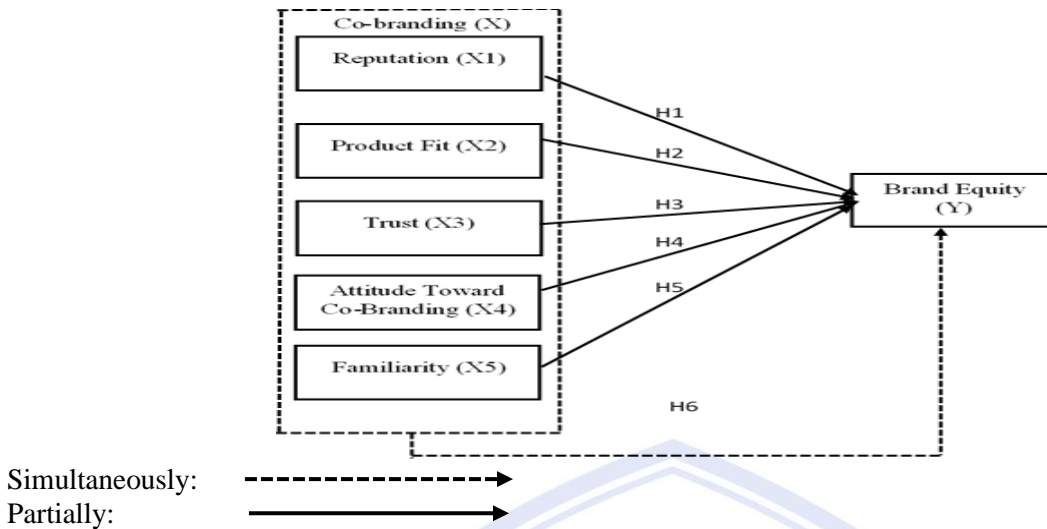 Co-branding (X)
Reputation (X1)
Product Fit (X2)
Trust (X3)
Attitude Toward
Co-Branding (X4)
Familiarity (X5)
H1
H2
H3
H4
H5
H6
Brand Equity
(Y)
Simultaneously:
Partially: